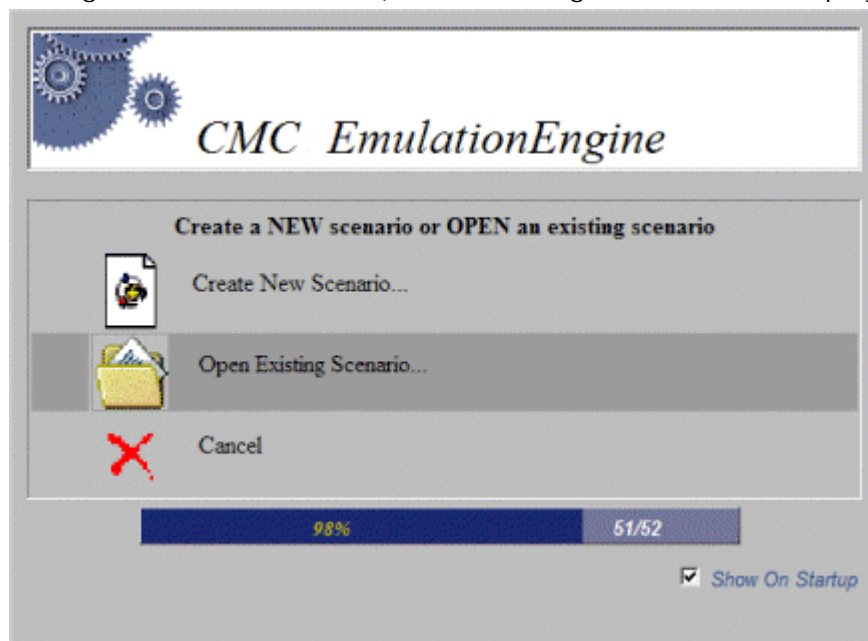 CMC EmulationEngine
Create a NEW scenario or OPEN an existing scenario
Create New Scenario...
Open Existing Scenario...
Cancel
98% 51/52
Show On Startup